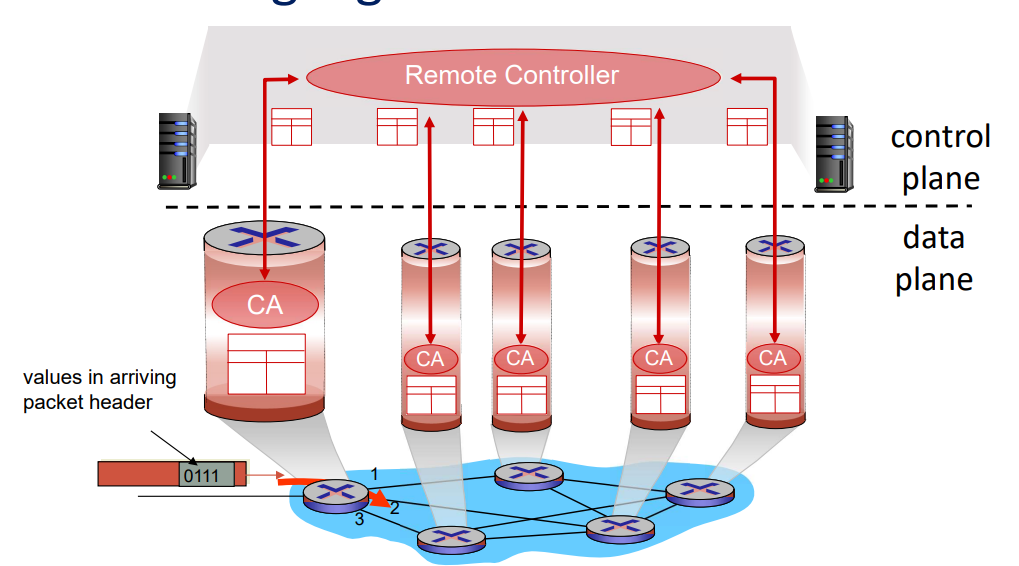 Remote Controller
control
plane
data
plane
CA
CA
CA
CA
CA
values in arriving
packet header
0111
1
2
3